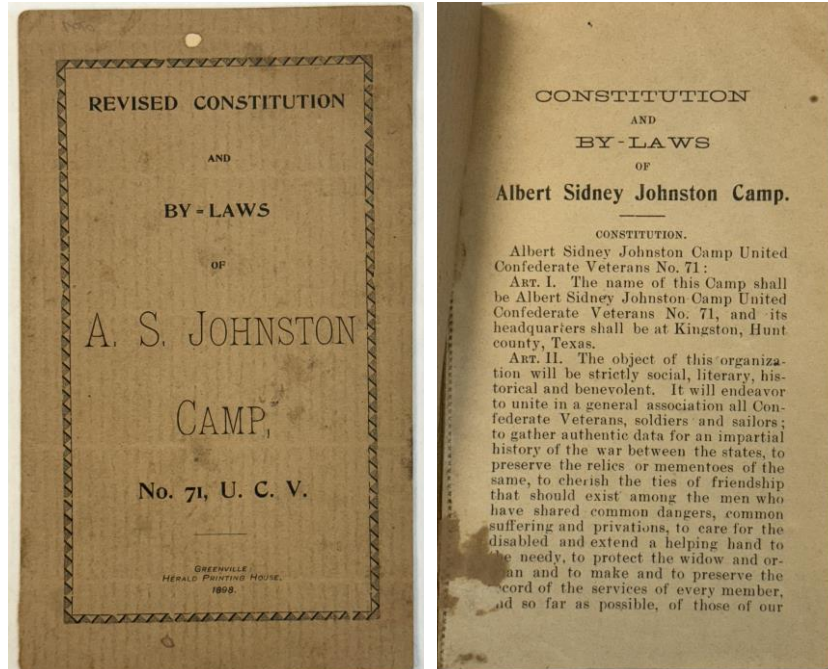 REVISED CONSTITUTION
AND
BY=LAWS
OF
A. S. JOHNSTON
CAMP,
No. 71, U. C. V.
GREENVILLE:
HERALD PRINTING HOUSE,
1898.
CONSTITUTION
AND
BY-LAWS
OF
Albert Sidney Johnston Camp.
CONSTITUTION.
Albert Sidney Johnston Camp United
Confederate Veterans No. 71:
ART. I. The name of this Camp shall
be Albert Sidney Johnston Camp United
Confederate Veterans No. 71, and its
headquarters shall be at Kingston, Hunt
county, Texas.
ART. II. The object of this organiza-
tion will be strictly social, literary, his-
torical and benevolent. It will endeavor
to unite in a general association all Con-
federate Veterans, soldiers and sailors;
to gather authentic data for an impartial
history of the war between the states, to
preserve the relics or mementoes of the
same, to cherish the ties of friendship
that should exist among the men who
have shared common dangers, common
suffering and privations, to care for the
disabled and extend a helping hand to
the needy, to protect the widow and or-
an and to make and to preserve the
cord of the services of every member,
nd so far as possible, of those of our